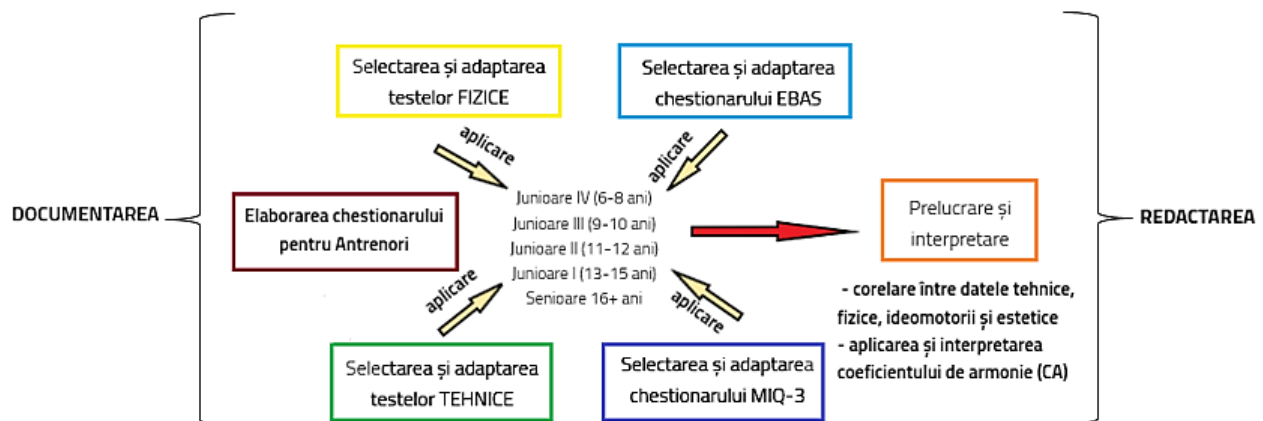 Selectarea și adaptarea
testelor FIZICE
Selectarea și adaptarea
chestionarului EBAS
aplicare
aplicare
DOCUMENTAREA
Elaborarea chestionarului
pentru Antrenori
Junioare IV (6-8 ani)
Junioare III (9-10 ani)
Junioare II (11-12 ani)
Junioare I (13-15 ani)
Senioare 16+ ani
Prelucrare și
interpretare
REDACTAREA
aplicare
aplicare
- corelare între datele tehnice,
fizice, ideomotorii și estetice
- aplicarea și interpretarea
coeficientului de armonie (CA)
Selectarea și adaptarea
testelor TEHNICE
Selectarea și adaptarea
chestionarului MIQ-3